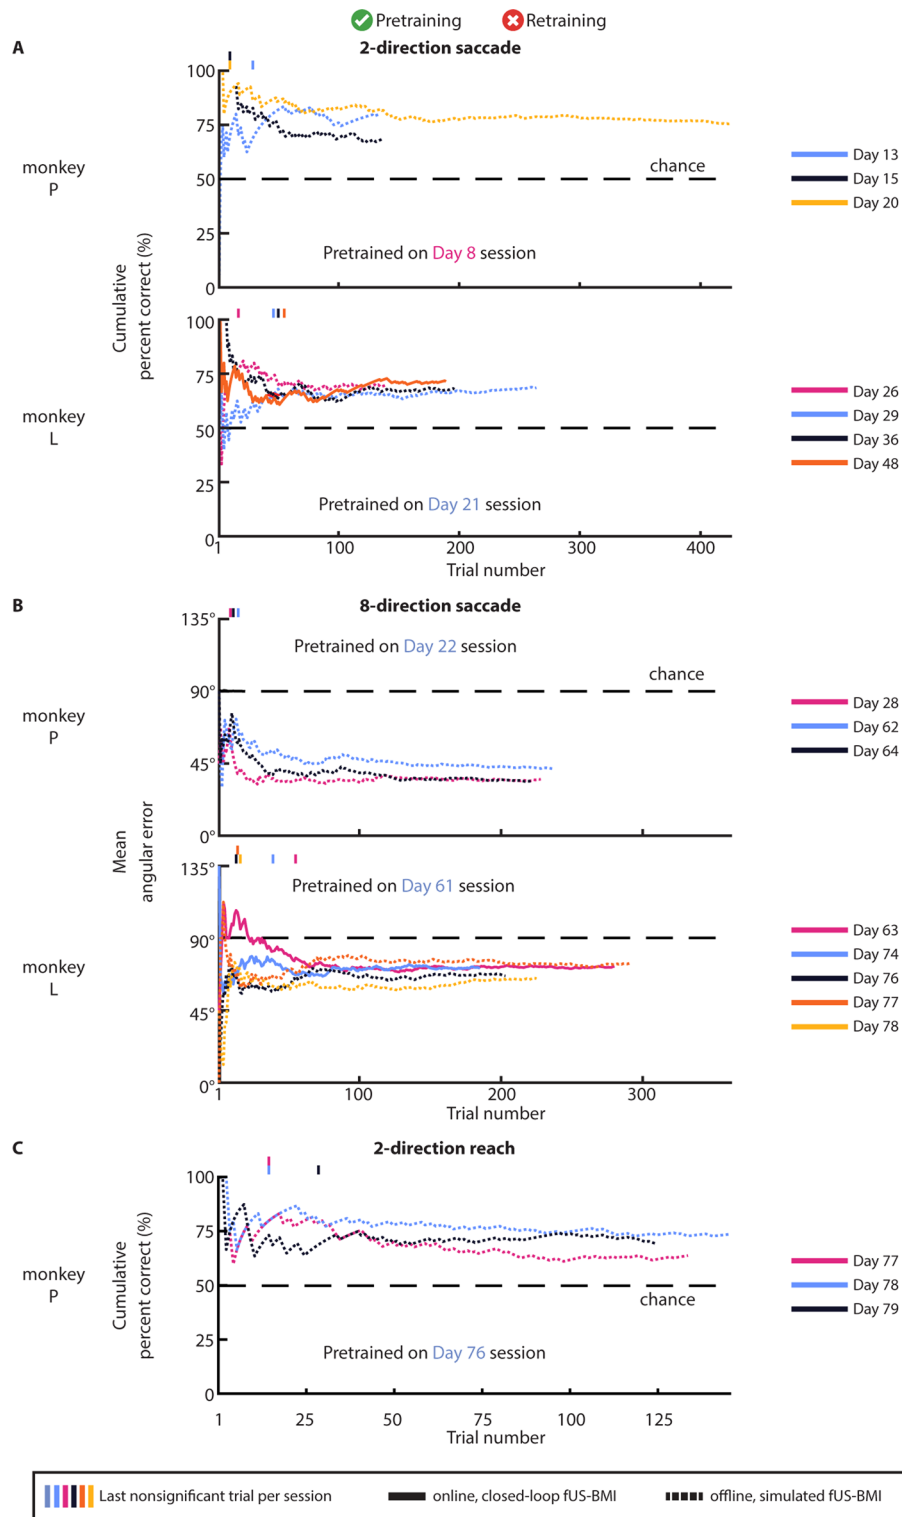 Pretraining Retraining
A 2-direction saccade
100
75
50
25
0
chance
monkey
P
Pretrained on Day 8 session
Day 13
Day 15
Day 20
Cumulative
percent correct (%)
100
75
50
25
0
monkey
L
Pretrained on Day 21 session
Day 26
Day 29
Day 36
Day 48
1 100 200 300 400
Trial number
B 8-direction saccade
135°
90°
45°
0°
Pretrained on Day 22 session
chance
monkey
P
Day 28
Day 62
Day 64
Mean
angular error
135°
90°
45°
0°
Pretrained on Day 61 session
monkey
L
Day 63
Day 74
Day 76
Day 77
Day 78
1 100 200 300
Trial number
C 2-direction reach
100
75
50
25
0
monkey
P
Cumulative
percent correct (%)
chance
Pretrained on Day 76 session
Day 77
Day 78
Day 79
1 25 50 75 100 125
Trial number
Last nonsignificant trial per session online, closed-loop fUS-BMI offline, simulated fUS-BMI